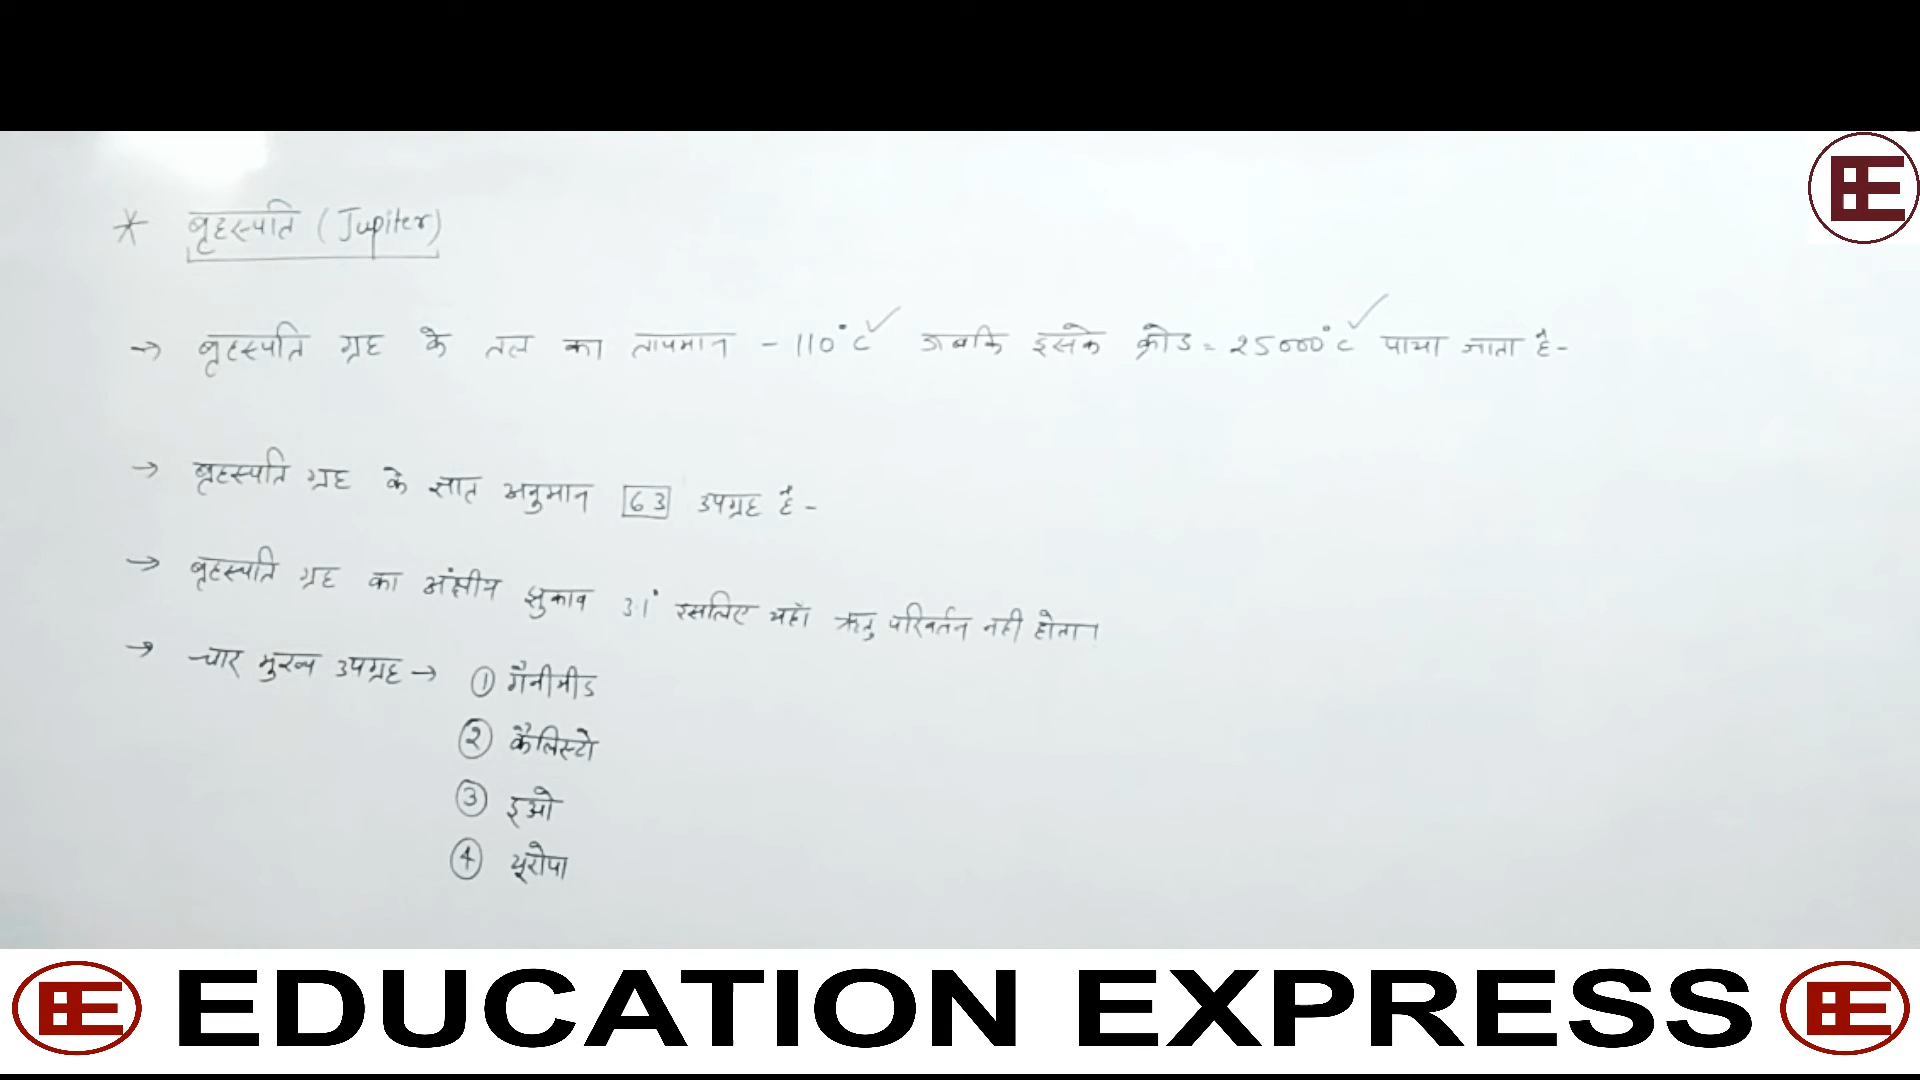 * बृहस्पति (Jupiter)
→ बृहस्पति ग्रह के तल का तापमान -110°C ✓ जबकि इसके क्रोड = 25000°C ✓ पाया जाता है-
→ बृहस्पति ग्रह के ज्ञात अनुमान 63 उपग्रह है-
→ बृहस्पति ग्रह का अंक्षीय झुकाव 3.1° इसलिए यहाँ ऋतु परिवर्तन नही होता।
→ चार मुख्य उपग्रह → ① गैनीमीड
② कैलिस्टो
③ इओ
④ यूरोपा
EDUCATION EXPRESS